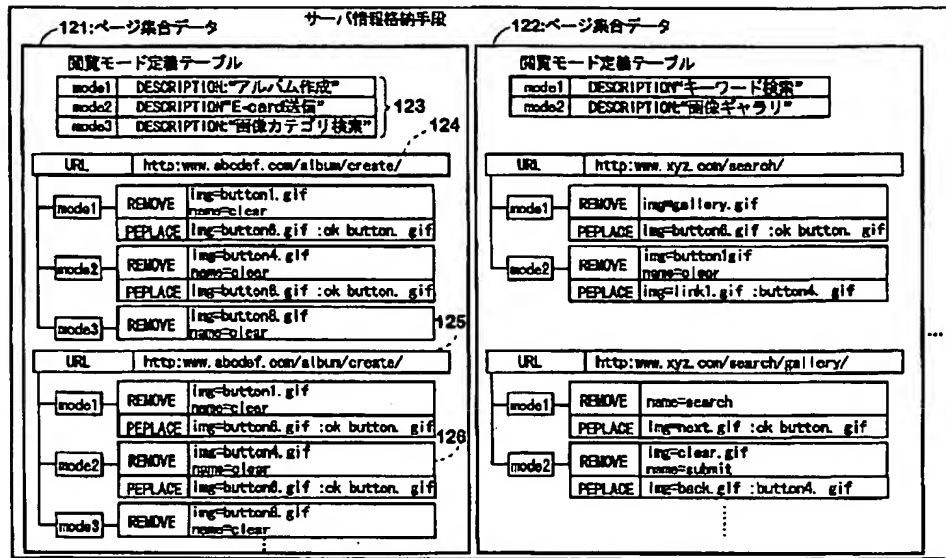 サーバ情報格納手段
121:ページ集合データ
閲覧モード定義テーブル
mode1 DESCRIPTION:"アルバム作成"
mode2 DESCRIPTION"E-card送信"
mode3 DESCRIPTION:"画像カテゴリ検索"
123
124
URL http:www.abcdef.com/album/create/
mode1 REMOVE img=button1.gif
name=clear
PEPLACE img=button6.gif :ok button. gif
mode2 REMOVE img=button4.gif
name=clear
PEPLACE img=button8.gif :ok button. gif
mode3 REMOVE img=button8.gif
name=clear
125
URL http:www.abcdef.com/album/create/
mode1 REMOVE img=button1.gif
name=clear
PEPLACE img=button6.gif :ok button. gif
126
mode2 REMOVE img=button4.gif
name=clear
PEPLACE img=button6.gif :ok button. gif
mode3 REMOVE img=button8.gif
name=clear
122:ページ集合データ
閲覧モード定義テーブル
mode1 DESCRIPTION"キーワード検索"
mode2 DESCRIPTION:"画像ギャラリ"
URL http:www.xyz.com/search/
mode1 REMOVE img=gallery.gif
PEPLACE img=button6.gif :ok button. gif
mode2 REMOVE img=button1gif
name=clear
PEPLACE img=link1.gif :button4. gif
URL http:www.xyz.com/search/gallery/
mode1 REMOVE name=search
PEPLACE img=next.gif :ok button. gif
mode2 REMOVE img=clear.gif
name=submit
PEPLACE img=back.gif :button4. gif